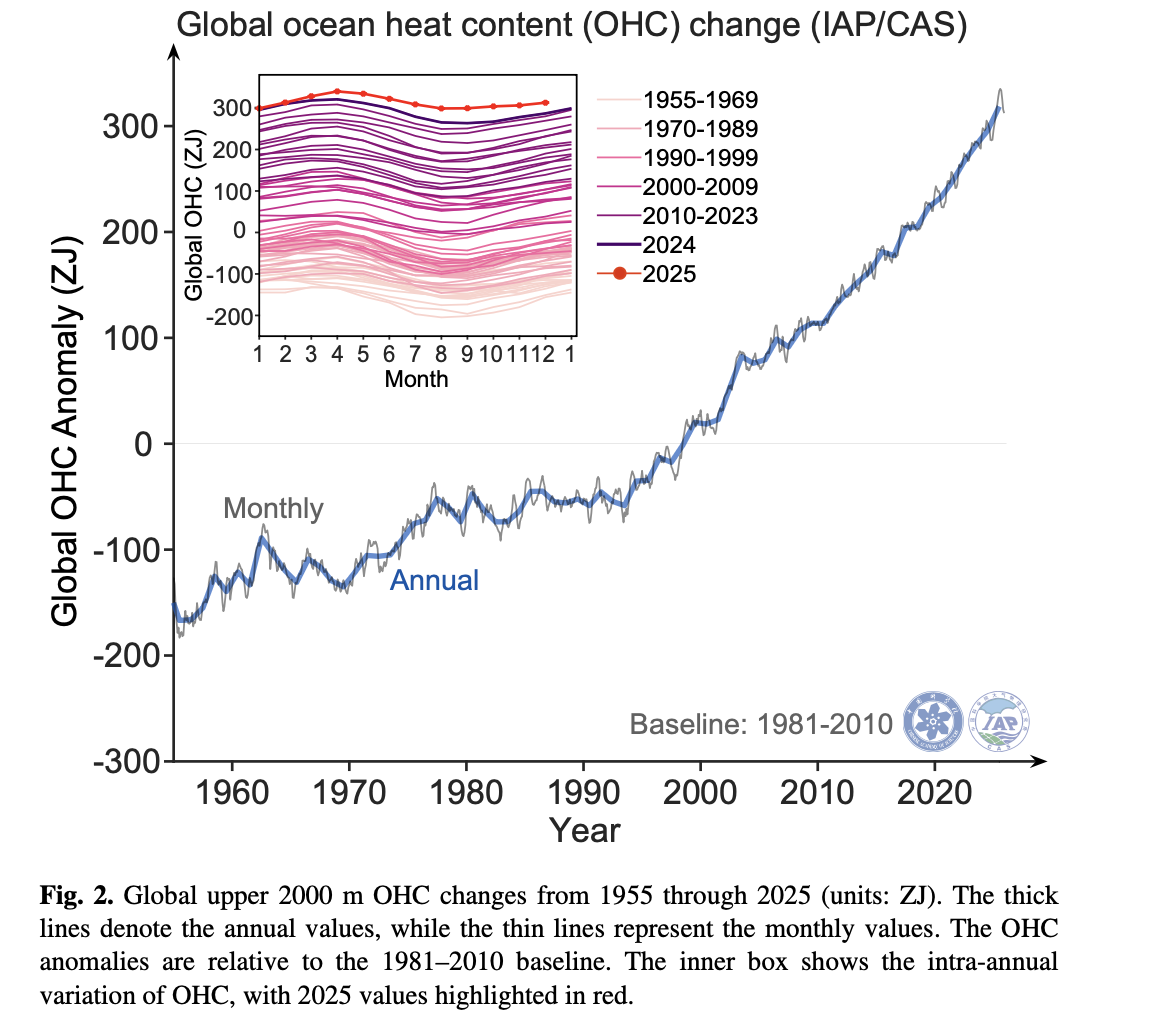 Global ocean heat content (OHC) change (IAP/CAS)
Global OHC Anomaly (ZJ)
300
200
100
0
-100
-200
-300
Global OHC (ZJ)
300
200
100
0
-100
-200
1 2 3 4 5 6 7 8 9 10 11 12 1
Month
1955-1969
1970-1989
1990-1999
2000-2009
2010-2023
2024
2025
Monthly
Annual
Baseline: 1981-2010
IAP
CAS
1960 1970 1980 1990 2000 2010 2020
Year
Fig. 2. Global upper 2000 m OHC changes from 1955 through 2025 (units: ZJ). The thick
lines denote the annual values, while the thin lines represent the monthly values. The OHC
anomalies are relative to the 1981–2010 baseline. The inner box shows the intra-annual
variation of OHC, with 2025 values highlighted in red.